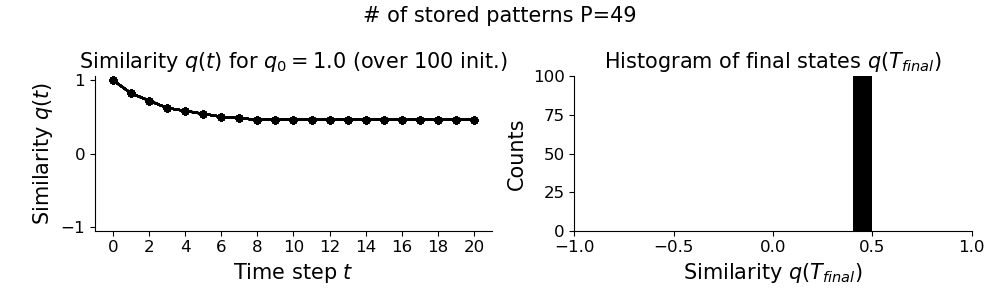 # of stored patterns P=49
Similarity q(t) for q₀ = 1.0 (over 100 init.)
Similarity q(t)
1
0
−1
0 2 4 6 8 10 12 14 16 18 20
Time step t
Histogram of final states q(T_final)
Counts
100
75
50
25
0
−1.0 −0.5 0.0 0.5 1.0
Similarity q(T_final)